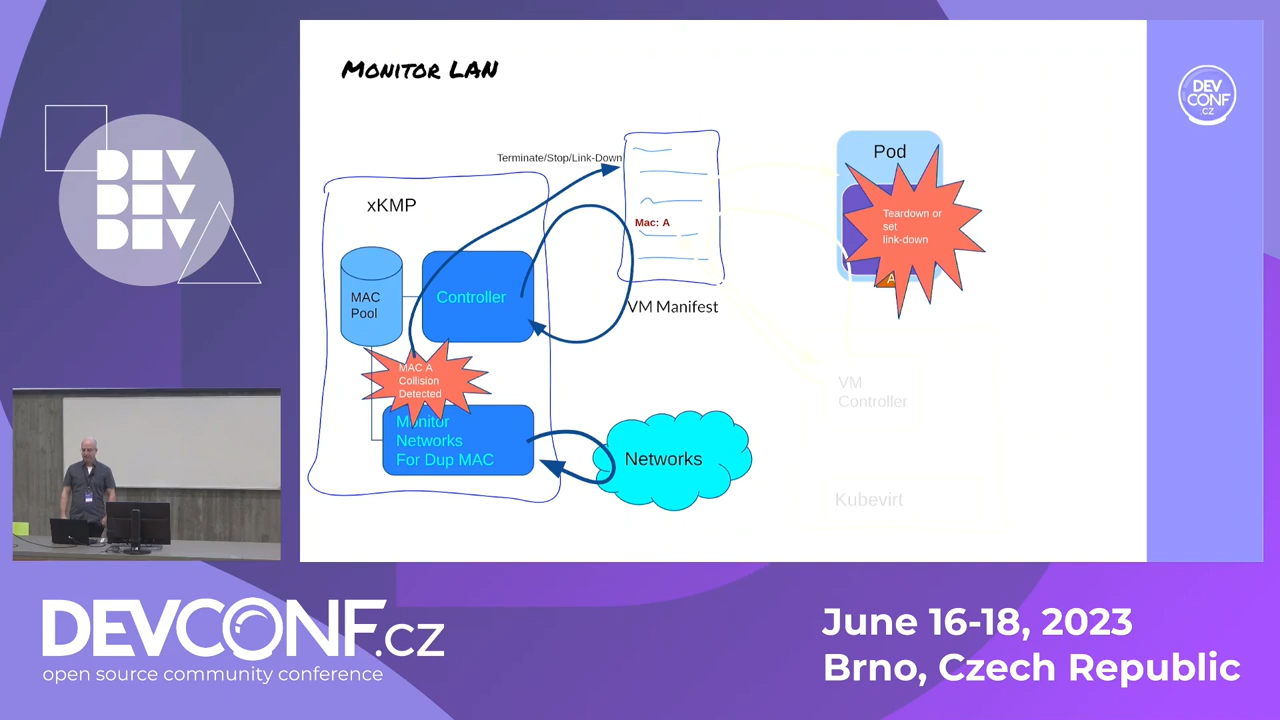 MONITOR LAN
DEV
CONF
.CZ
Terminate/Stop/Link-Down
Pod
xKMP
Teardown or
set
link-down
Mac: A
A
MAC
Pool
Controller
VM Manifest
MAC A
Collision
Detected
VM
Controller
Monitor
Networks
For Dup MAC
Networks
Kubevirt
DEV
DEV
DEV
DEVCONF.cz
open source community conference
June 16-18, 2023
Brno, Czech Republic